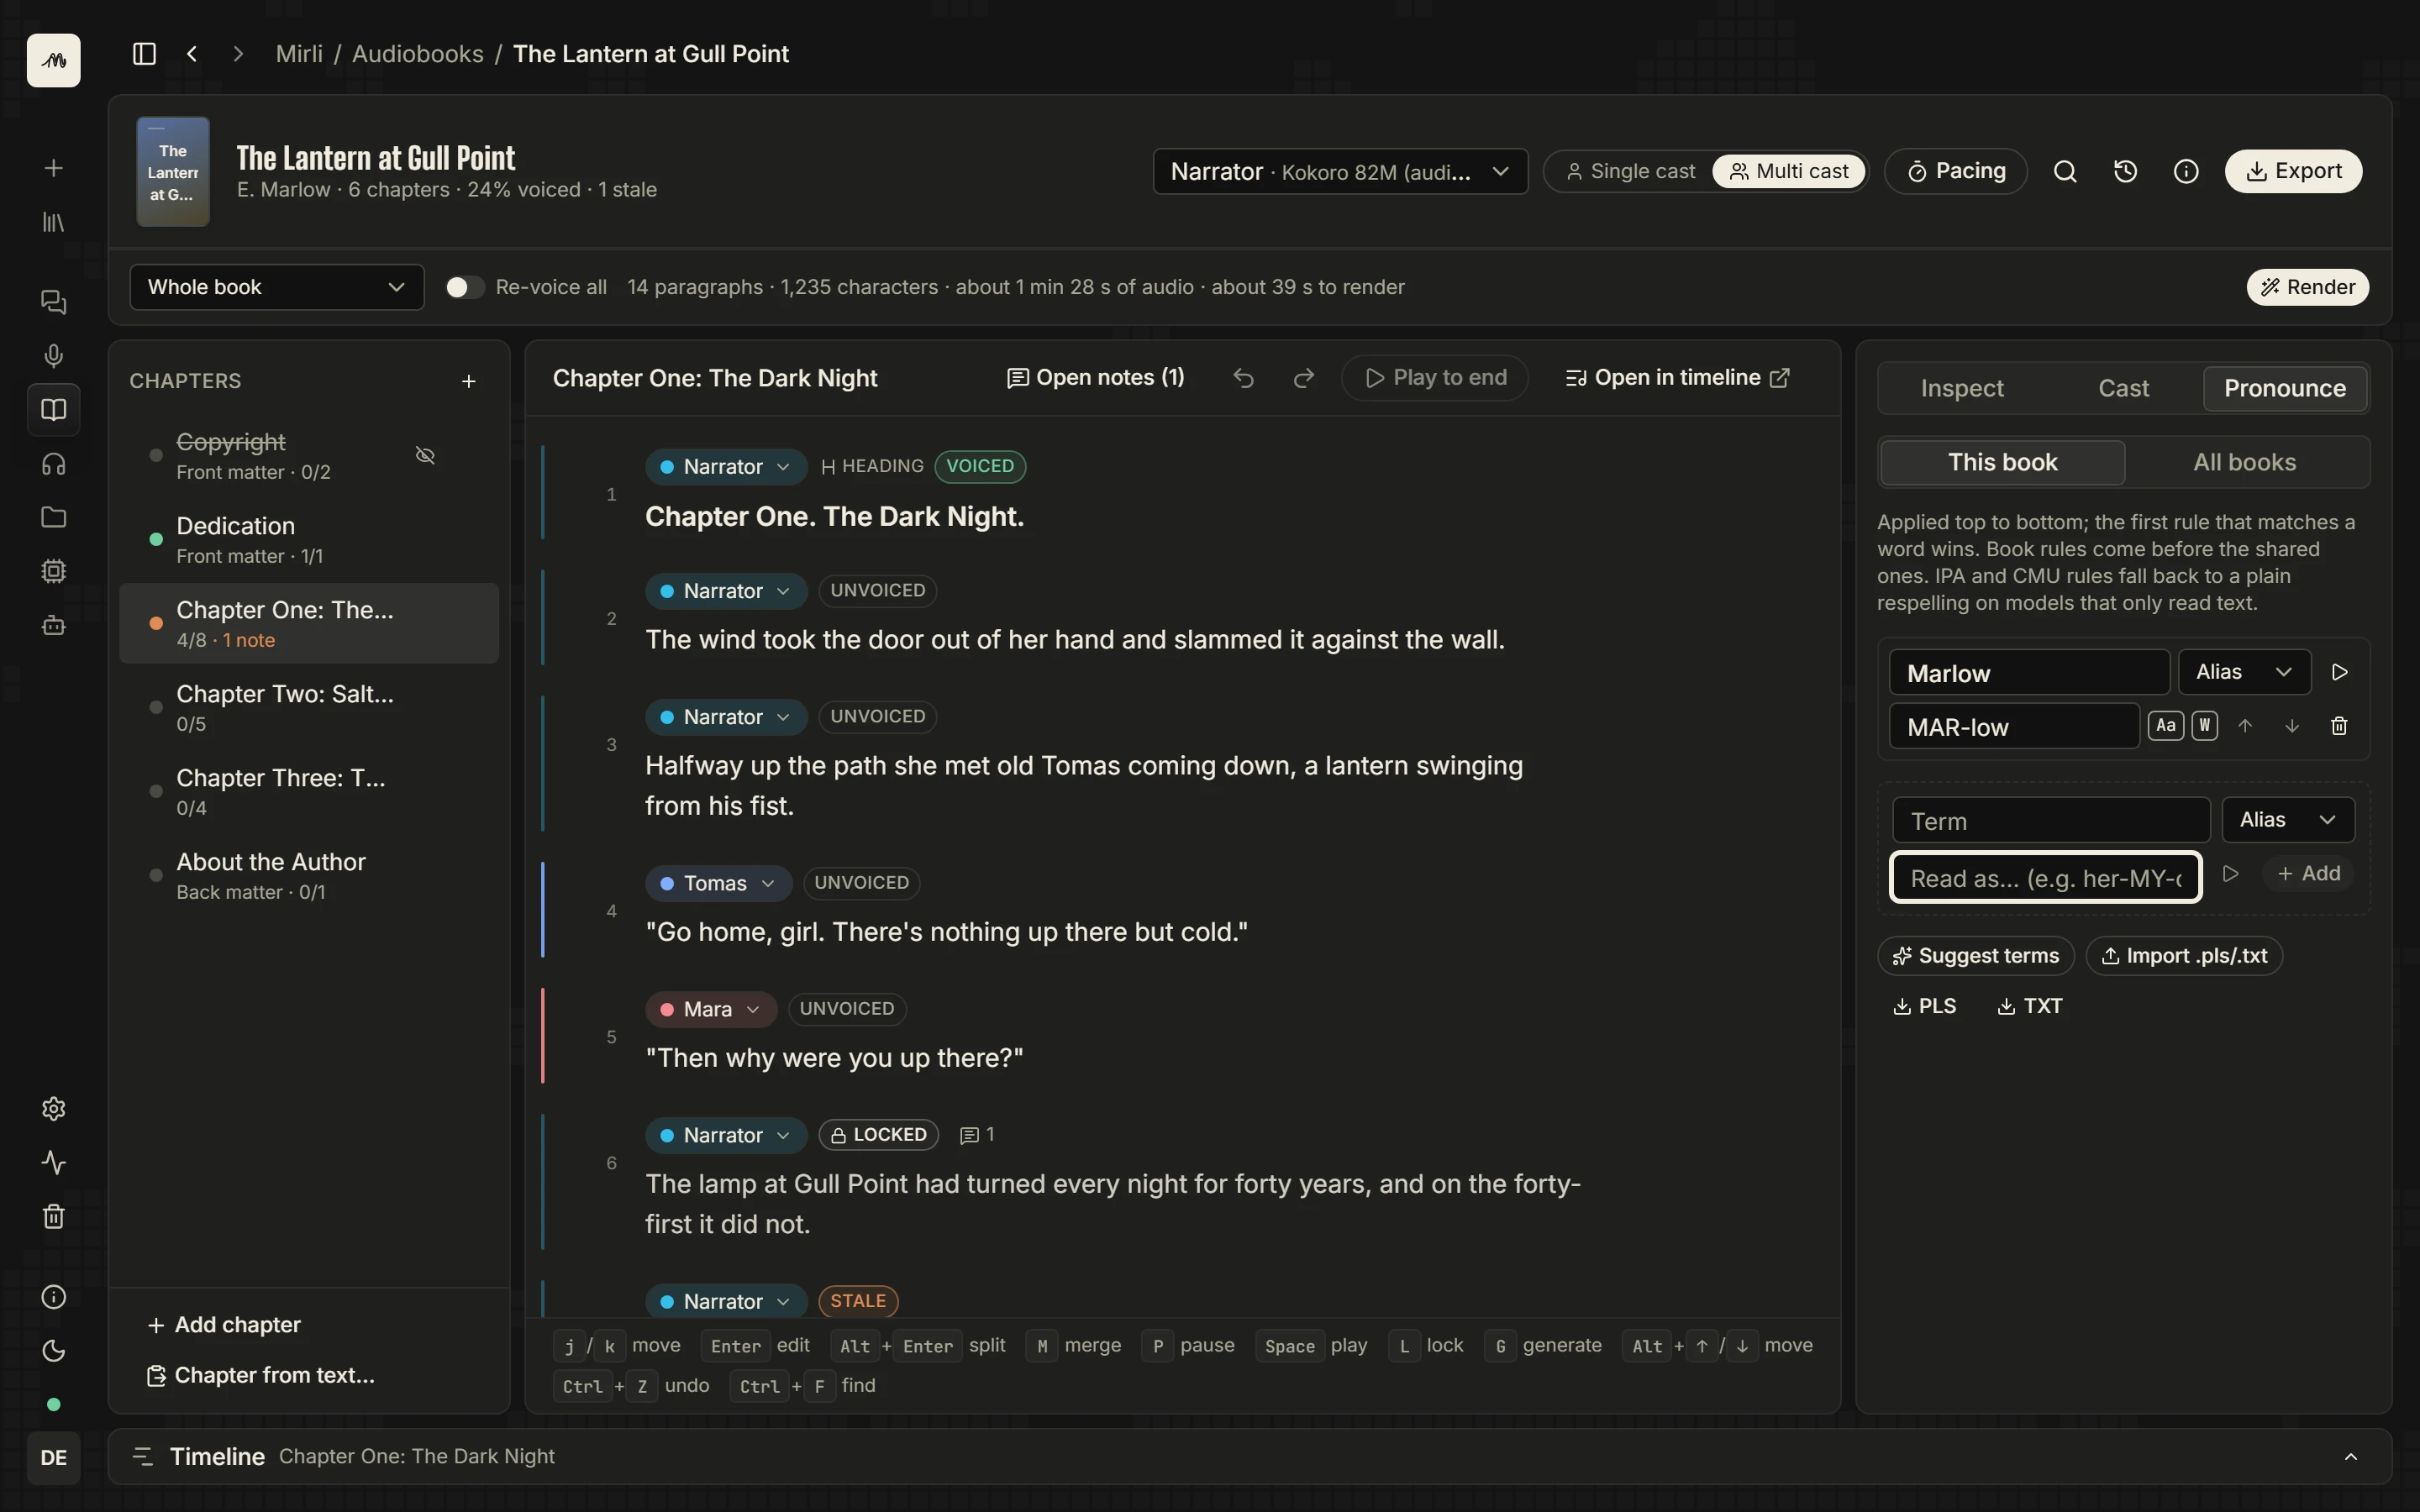 Mirli / Audiobooks / The Lantern at Gull Point
The
Lantern
at G...
The Lantern at Gull Point
E. Marlow · 6 chapters · 24% voiced · 1 stale
Narrator · Kokoro 82M (audi...
Single cast
Multi cast
Pacing
Export
Whole book
Re-voice all
14 paragraphs · 1,235 characters · about 1 min 28 s of audio · about 39 s to render
Render
CHAPTERS
Copyright
Front matter · 0/2
Dedication
Front matter · 1/1
Chapter One: The...
4/8 · 1 note
Chapter Two: Salt...
0/5
Chapter Three: T...
0/4
About the Author
Back matter · 0/1
Add chapter
Chapter from text...
Chapter One: The Dark Night
Open notes (1)
Play to end
Open in timeline
1
Narrator
H HEADING
VOICED
Chapter One. The Dark Night.
2
Narrator
UNVOICED
The wind took the door out of her hand and slammed it against the wall.
3
Narrator
UNVOICED
Halfway up the path she met old Tomas coming down, a lantern swinging
from his fist.
4
Tomas
UNVOICED
"Go home, girl. There's nothing up there but cold."
5
Mara
UNVOICED
"Then why were you up there?"
6
Narrator
LOCKED
1
The lamp at Gull Point had turned every night for forty years, and on the forty-
first it did not.
Narrator
STALE
j / k move Enter edit Alt + Enter split M merge P pause Space play L lock G generate Alt + ↑ / ↓ move
Ctrl + Z undo Ctrl + F find
Inspect
Cast
Pronounce
This book
All books
Applied top to bottom; the first rule that matches a
word wins. Book rules come before the shared
ones. IPA and CMU rules fall back to a plain
respelling on models that only read text.
Marlow
Alias
MAR-low
Aa
W
Term
Alias
Read as... (e.g. her-MY-
Add
Suggest terms
Import .pls/.txt
PLS
TXT
DE
Timeline
Chapter One: The Dark Night